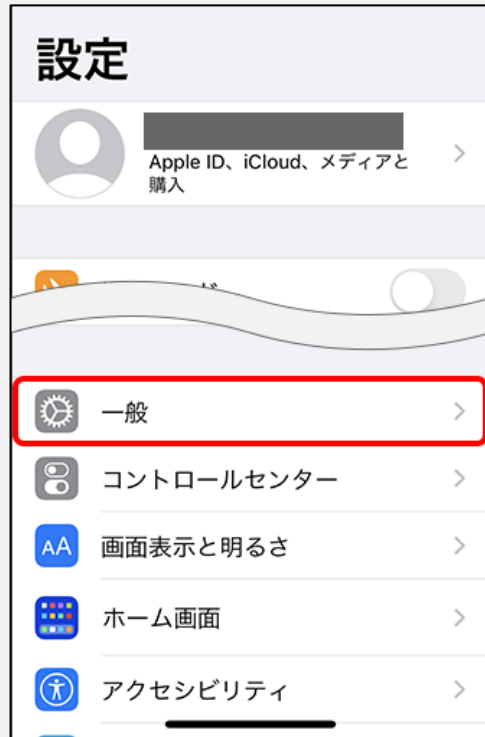 設定
Apple ID、iCloud、メディアと
購入
一般
コントロールセンター
AA 画面表示と明るさ
ホーム画面
アクセシビリティ